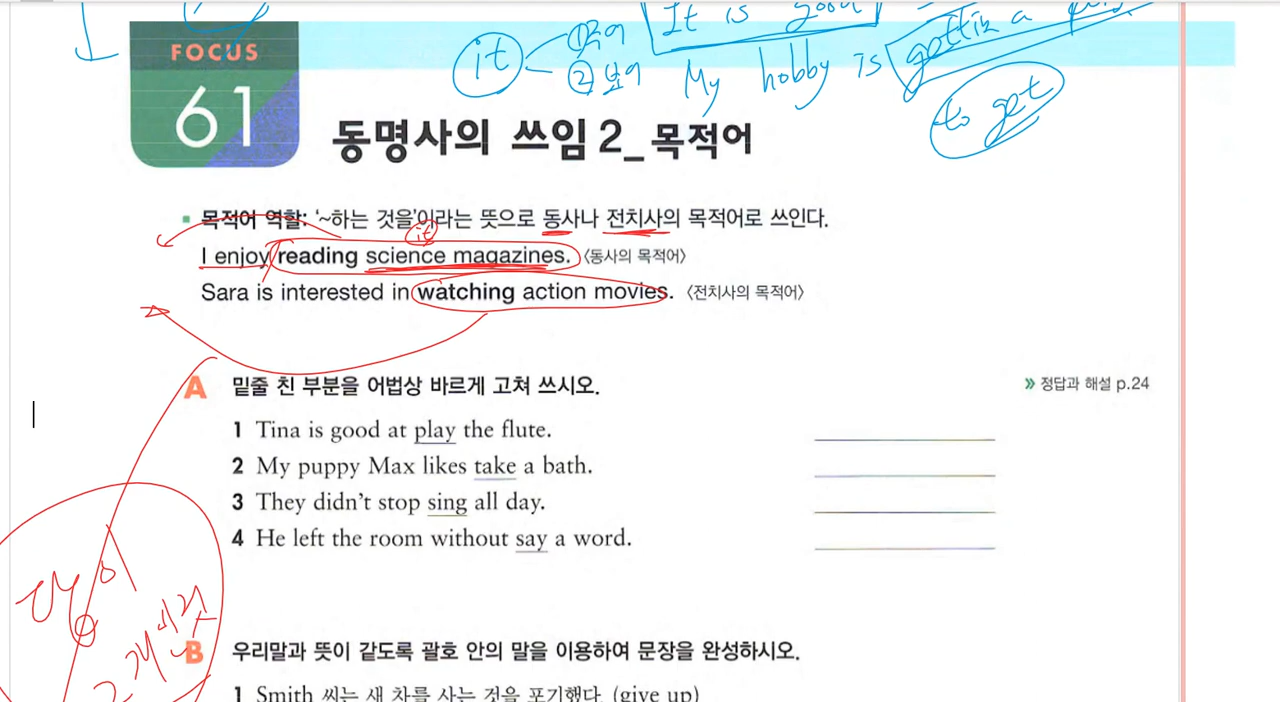 It is good
FOCUS
61
it
① 주어
② 보어
My hobby is
to get
동명사의 쓰임 2_목적어
목적어 역할: '~하는 것을'이라는 뜻으로 동사나 전치사의 목적어로 쓰인다.
it
I enjoy reading science magazines. 〈동사의 목적어〉
Sara is interested in watching action movies. 〈전치사의 목적어〉
A 밑줄 친 부분을 어법상 바르게 고쳐 쓰시오.
» 정답과 해설 p.24
1 Tina is good at play the flute.
2 My puppy Max likes take a bath.
3 They didn't stop sing all day.
4 He left the room without say a word.
답이
2개인 것
B 우리말과 뜻이 같도록 괄호 안의 말을 이용하여 문장을 완성하시오.
1 Smith 씨는 새 차를 사는 것을 포기했다. (give up)